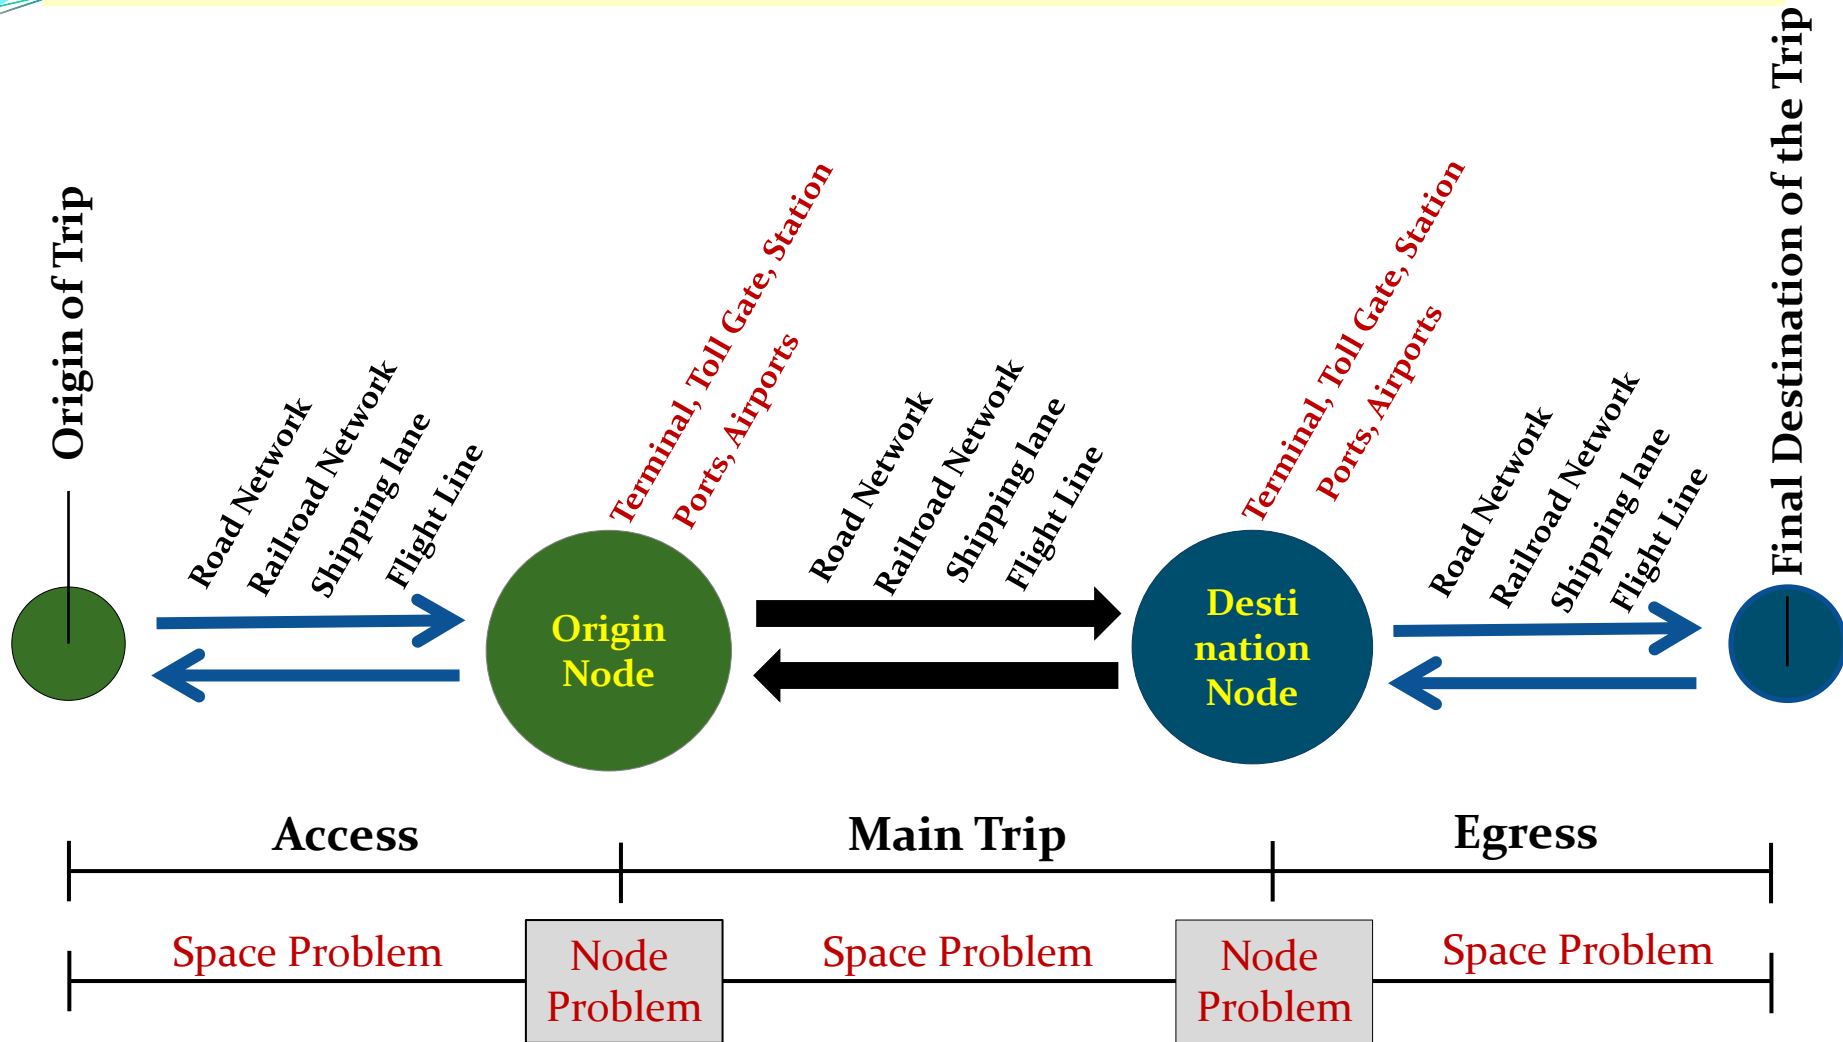 Origin of Trip
Road Network
Railroad Network
Shipping lane
Flight Line
Terminal, Toll Gate, Station
Ports, Airports
Road Network
Railroad Network
Shipping lane
Flight Line
Terminal, Toll Gate, Station
Ports, Airports
Road Network
Railroad Network
Shipping lane
Flight Line
Final Destination of the Trip
Origin
Node
Desti
nation
Node
Access
Main Trip
Egress
Space Problem
Node
Problem
Space Problem
Node
Problem
Space Problem